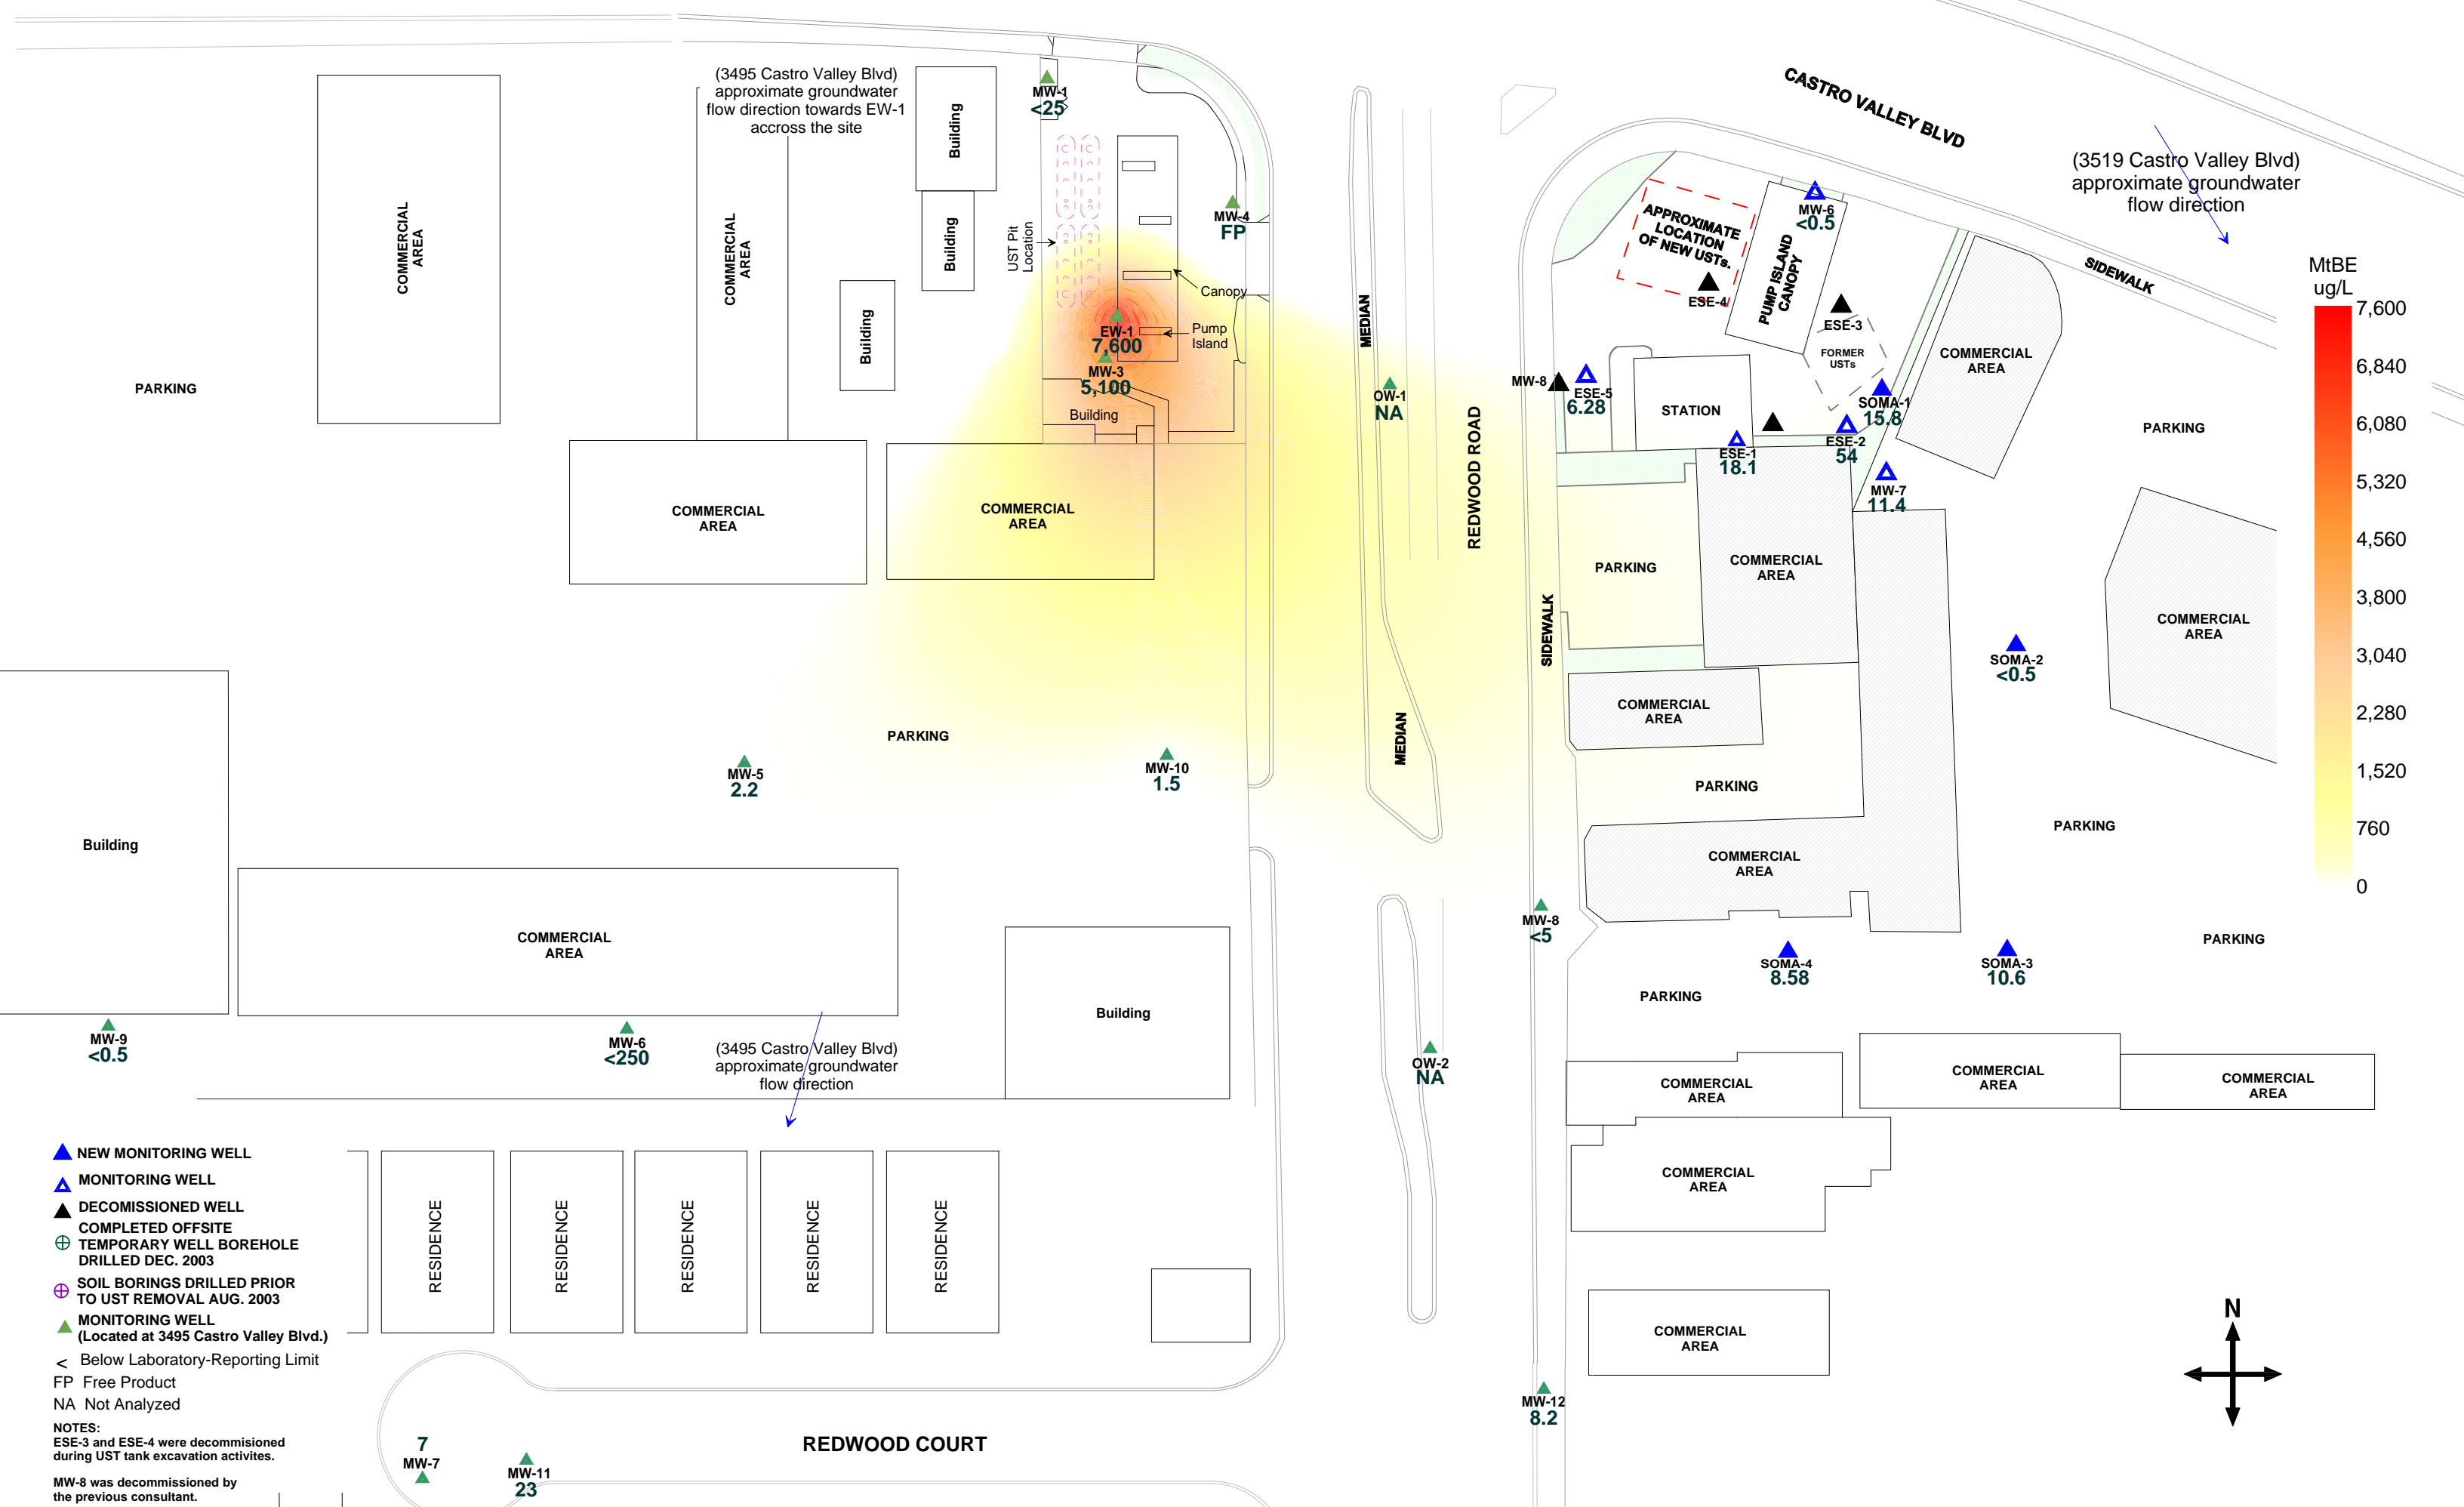 (3495 Castro Valley Blvd)
approximate groundwater
flow direction towards EW-1
accross the site
Building
MW-1
<25
CASTRO VALLEY BLVD
(3519 Castro Valley Blvd)
approximate groundwater
flow direction
COMMERCIAL
AREA
COMMERCIAL
AREA
Building
UST Pit
Location
MW-4
FP
APPROXIMATE
LOCATION
OF NEW USTs.
MW-6
<0.5
PUMP ISLAND
CANOPY
SIDEWALK
MtBE
ug/L
7,600
6,840
6,080
5,320
4,560
3,800
3,040
2,280
1,520
760
0
Canopy
ESE-4
ESE-3
Building
EW-1
7,600
Pump
Island
MEDIAN
FORMER
USTs
COMMERCIAL
AREA
PARKING
MW-3
5,100
Building
OW-1
NA
MW-8
ESE-5
6.28
STATION
SOMA-1
15.8
PARKING
REDWOOD ROAD
ESE-1
18.1
ESE-2
54
MW-7
11.4
COMMERCIAL
AREA
COMMERCIAL
AREA
PARKING
COMMERCIAL
AREA
SIDEWALK
SOMA-2
<0.5
COMMERCIAL
AREA
COMMERCIAL
AREA
PARKING
MEDIAN
MW-5
2.2
MW-10
1.5
PARKING
PARKING
Building
COMMERCIAL
AREA
COMMERCIAL
AREA
MW-8
<5
PARKING
SOMA-4
8.58
SOMA-3
10.6
PARKING
Building
MW-9
<0.5
MW-6
<250
(3495 Castro Valley Blvd)
approximate groundwater
flow direction
OW-2
NA
COMMERCIAL
AREA
COMMERCIAL
AREA
COMMERCIAL
AREA
COMMERCIAL
AREA
RESIDENCE
RESIDENCE
RESIDENCE
RESIDENCE
RESIDENCE
COMMERCIAL
AREA
N
NEW MONITORING WELL
MONITORING WELL
DECOMISSIONED WELL
COMPLETED OFFSITE
TEMPORARY WELL BOREHOLE
DRILLED DEC. 2003
SOIL BORINGS DRILLED PRIOR
TO UST REMOVAL AUG. 2003
MONITORING WELL
(Located at 3495 Castro Valley Blvd.)
< Below Laboratory-Reporting Limit
FP Free Product
NA Not Analyzed
NOTES:
ESE-3 and ESE-4 were decommisioned
during UST tank excavation activites.
MW-8 was decommissioned by
the previous consultant.
7
MW-7
MW-11
23
REDWOOD COURT
MW-12
8.2